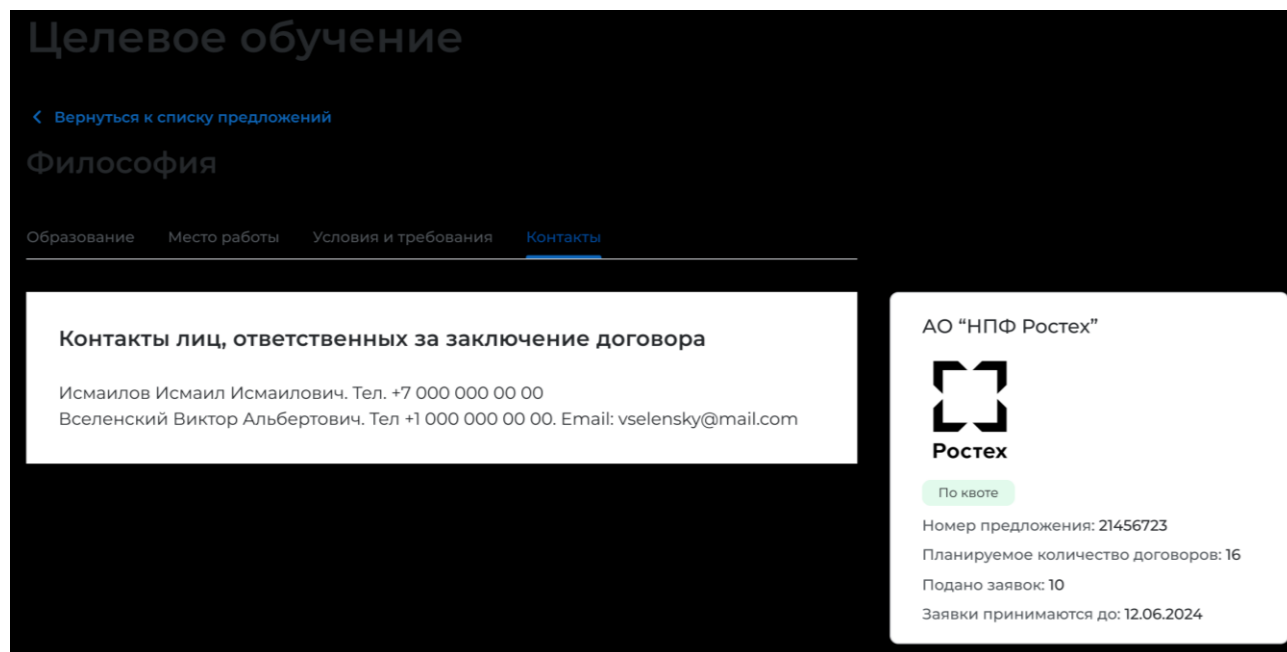 Целевое обучение
Вернуться к списку предложений
Философия
Образование Место работы Условия и требования Контакты
Контакты лиц, ответственных за заключение договора
Исмаилов Исмаил Исмаилович. Тел. +7 000 000 00 00
Вселенский Виктор Альбертович. Тел +1 000 000 00 00. Email: vselensky@mail.com
АО “НПФ Ростех”
Ростех
По квоте
Номер предложения: 21456723
Планируемое количество договоров: 16
Подано заявок: 10
Заявки принимаются до: 12.06.2024